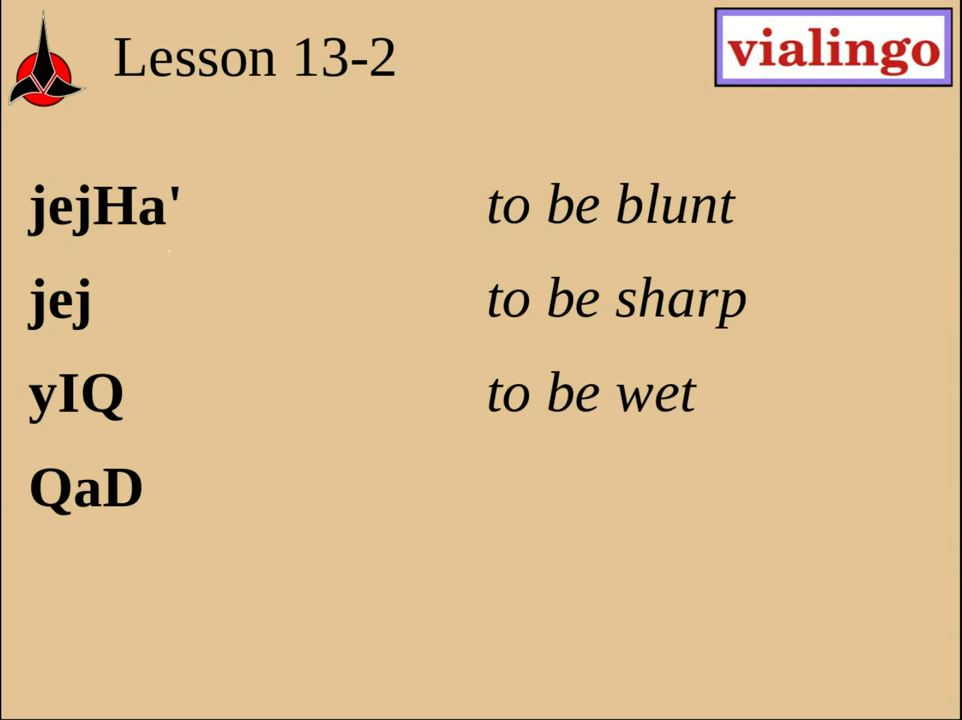 Lesson 13-2
vialingo
jejHa' to be blunt
jej to be sharp
yIQ to be wet
QaD